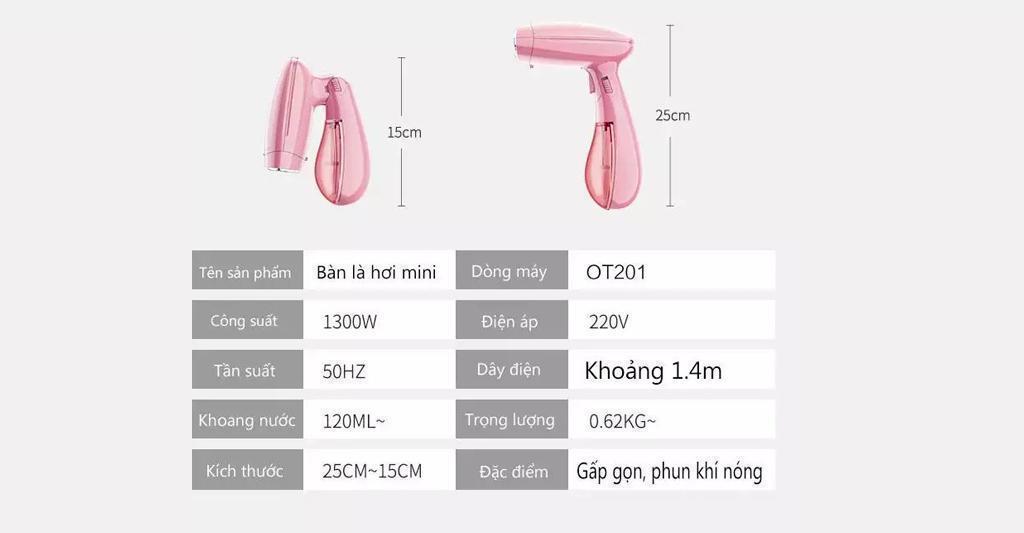 15cm
25cm
Tên sản phẩm Bàn là hơi mini Dòng máy OT201
Công suất 1300W Điện áp 220V
Tần suất 50HZ Dây điện Khoảng 1.4m
Khoang nước 120ML~ Trọng lượng 0.62KG~
Kích thước 25CM~15CM Đặc điểm Gấp gọn, phun khí nóng